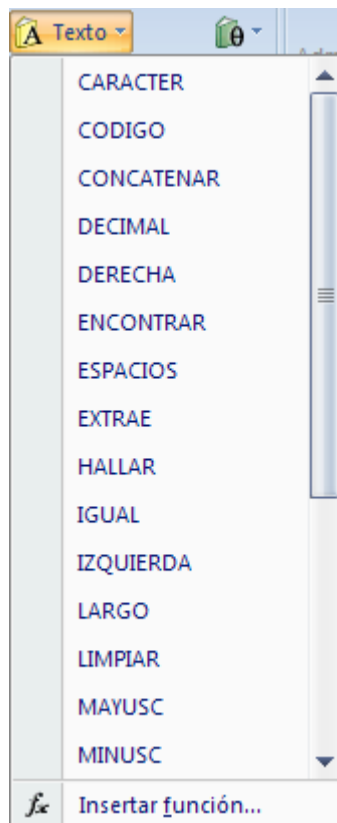 Texto
CARACTER
CODIGO
CONCATENAR
DECIMAL
DERECHA
ENCONTRAR
ESPACIOS
EXTRAE
HALLAR
IGUAL
IZQUIERDA
LARGO
LIMPIAR
MAYUSC
MINUSC
fx Insertar función...